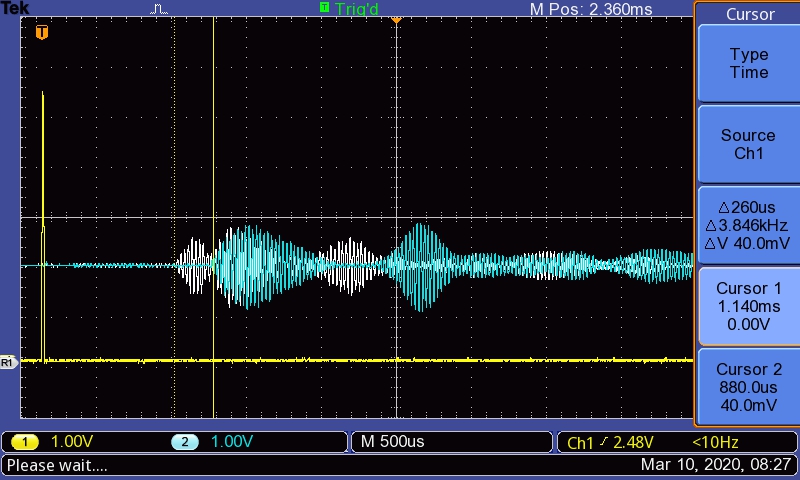 Tek Trig'd M Pos: 2.360ms
Cursor
T
Type
Time
Source
Ch1
△260us
△3.846kHz
△V 40.0mV
Cursor 1
1.140ms
0.00V
R1
Cursor 2
880.0us
40.0mV
1 1.00V 2 1.00V M 500us Ch1 2.48V <10Hz
Please wait.... Mar 10, 2020, 08:27